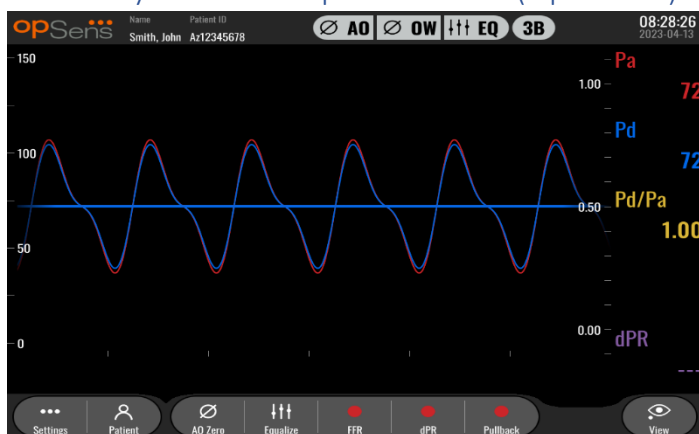 opSens
Name
Patient ID
Smith, John
Az12345678
Ø AO
Ø OW
EQ
3B
08:28:26
2023-04-13
150
100
50
0
1.00
0.50
0.00
Pa
72
Pd
72
Pd/Pa
1.00
dPR
---
Settings
Patient
AO Zero
Equalize
FFR
dPR
Pullback
View